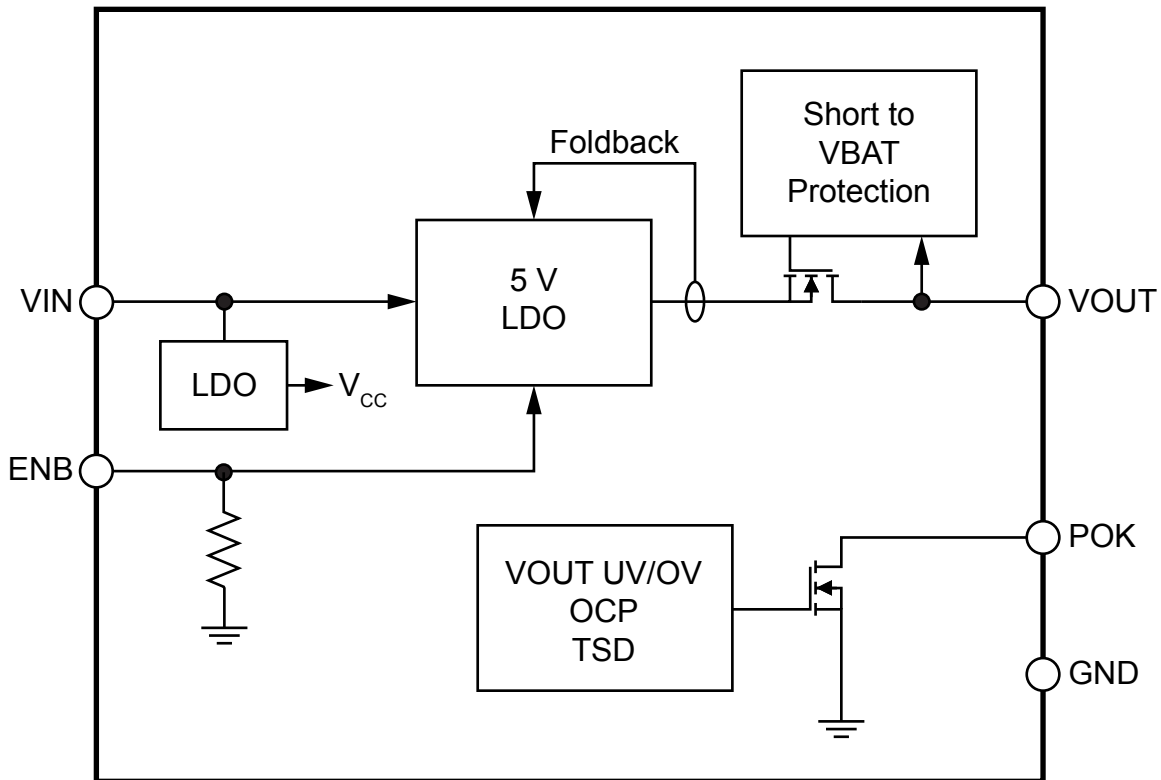 Short to
VBAT
Protection
Foldback
5 V
LDO
VIN
VOUT
LDO
VCC
ENB
POK
VOUT UV/OV
OCP
TSD
GND